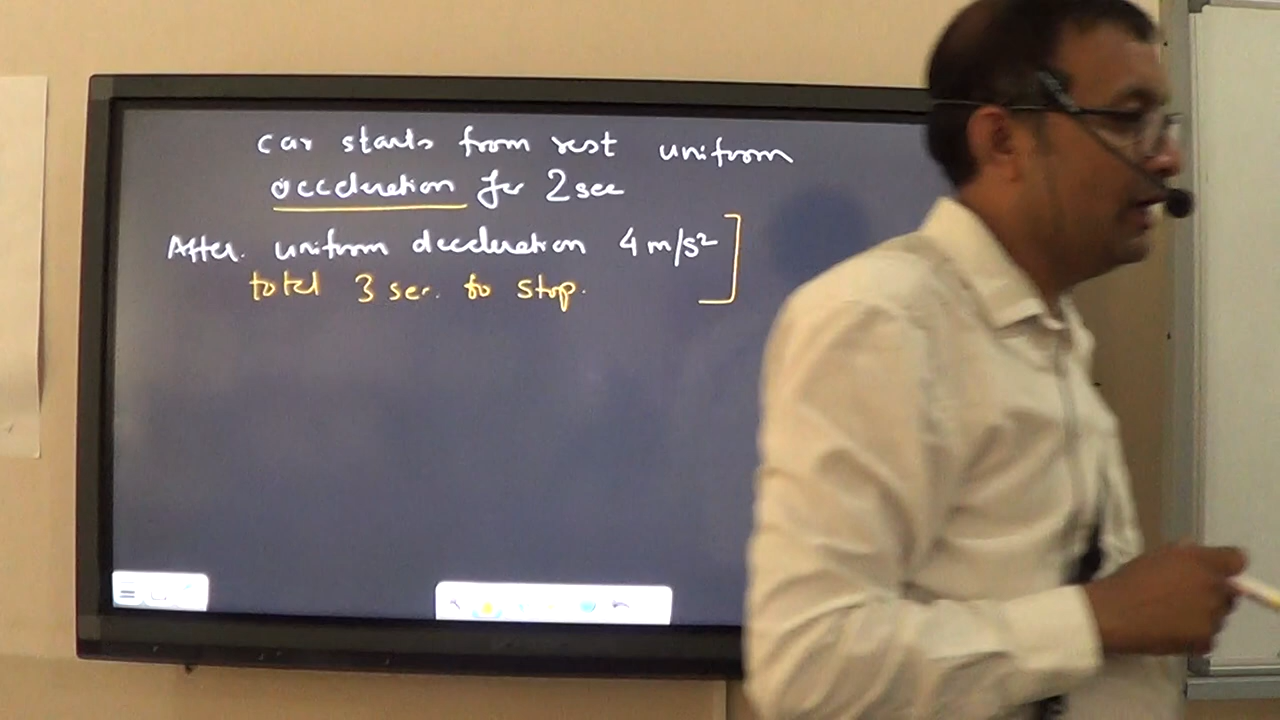 car starts from rest uniform
acceleration for 2 sec
After. uniform deceleration 4 m/s²
total 3 sec. to stop.